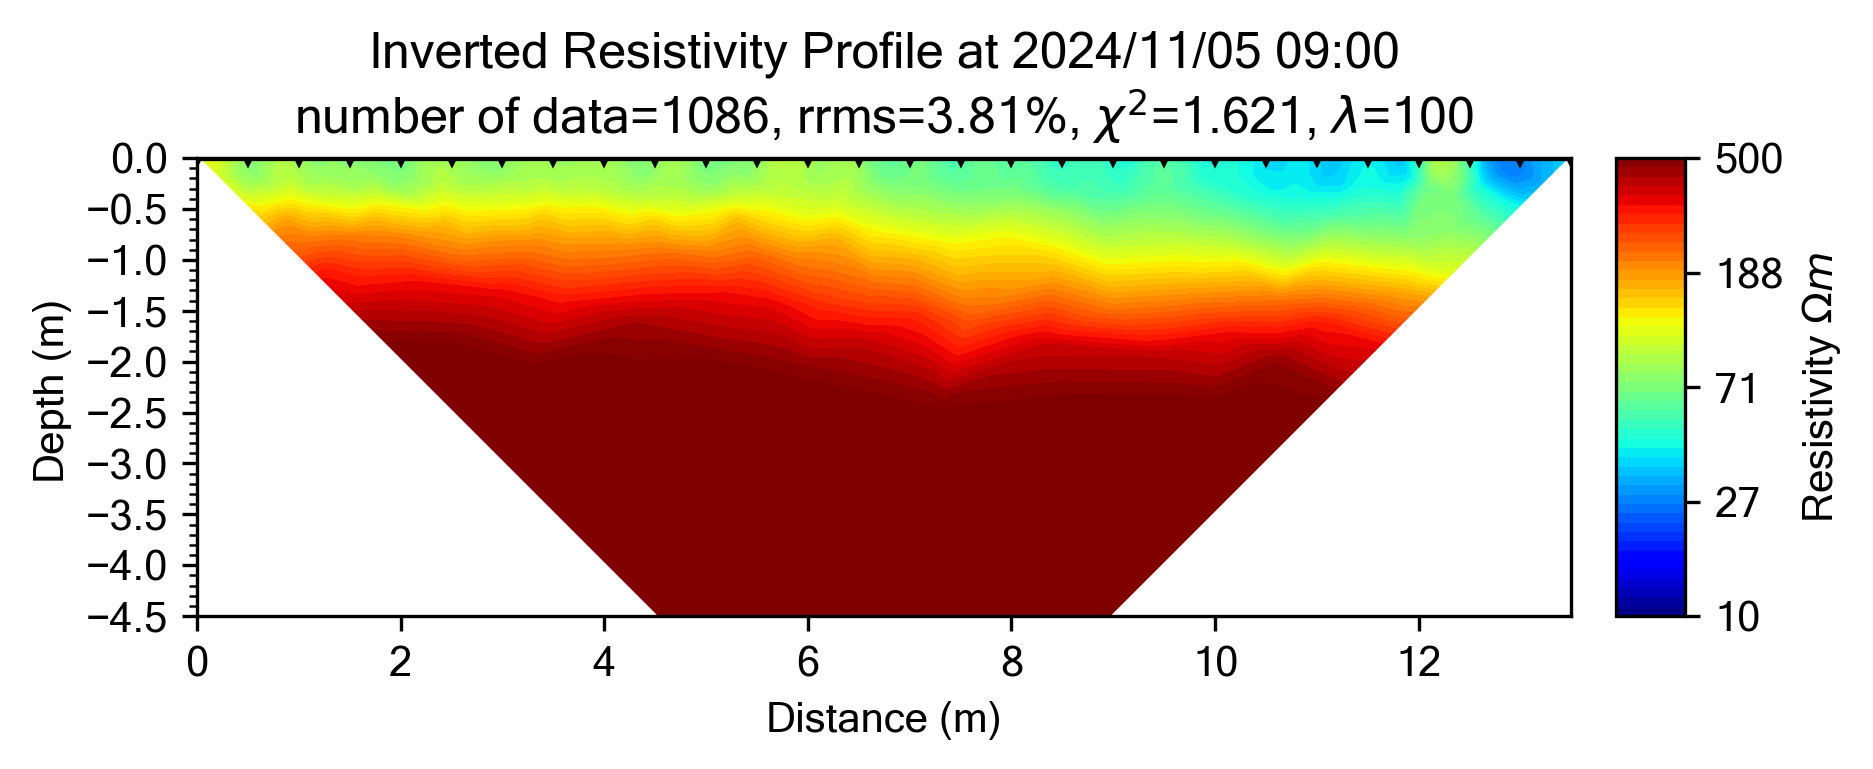 Inverted Resistivity Profile at 2024/11/05 09:00
number of data=1086, rrms=3.81%, χ²=1.621, λ=100
0.0
−0.5
−1.0
−1.5
−2.0
−2.5
−3.0
−3.5
−4.0
−4.5
Depth (m)
0 2 4 6 8 10 12
Distance (m)
500
188
71
27
10
Resistivity Ωm